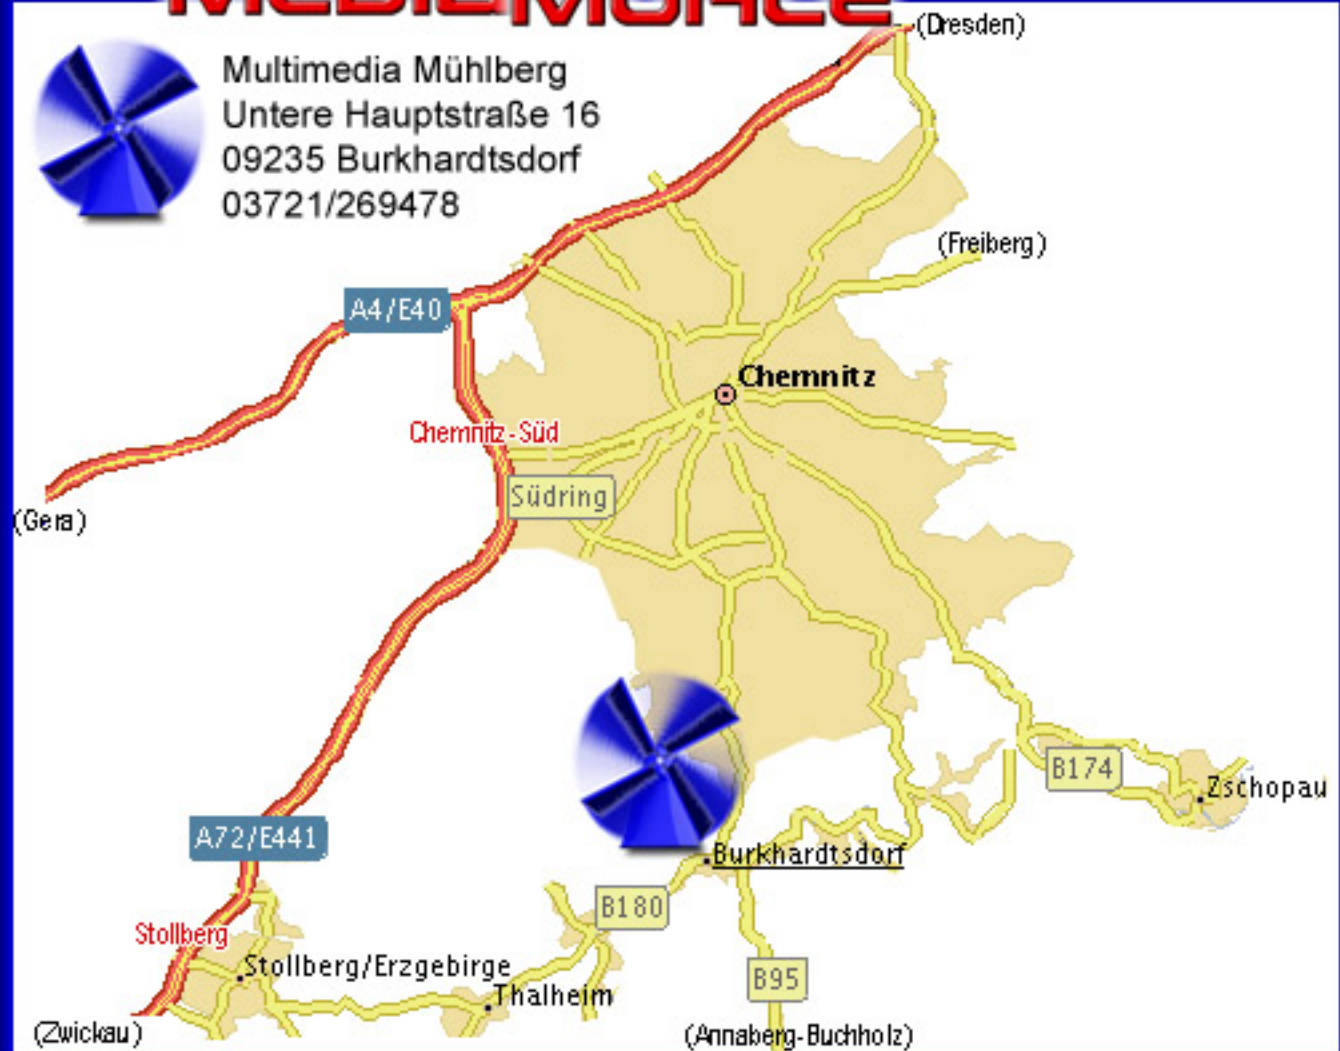 MEDIAMÜHLE
(Dresden)
Multimedia Mühlberg
Untere Hauptstraße 16
09235 Burkhardtsdorf
03721/269478
(Freiberg)
A4/E40
Chemnitz
Chemnitz-Süd
Südring
(Gera)
B174
Zschopau
A72/E441
Burkhardtsdorf
B180
Stollberg
Stollberg/Erzgebirge
B95
Thalheim
(Zwickau)
(Annaberg-Buchholz)